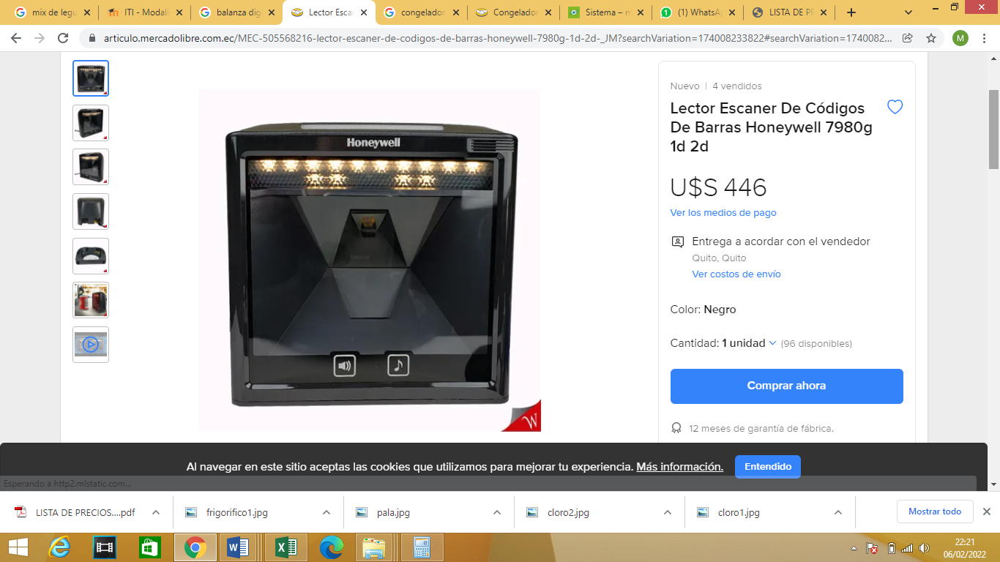 mix de legu
ITI - Modali
balanza dig
Lector Escan
congelador
Congelador
Sistema – m
(1) WhatsAp
LISTA DE PR
articulo.mercadolibre.com.ec/MEC-505568216-lector-escaner-de-codigos-de-barras-honeywell-7980g-1d-2d-_JM?searchVariation=174008233822#searchVariation=1740082...
M
Nuevo | 4 vendidos
Lector Escaner De Códigos
De Barras Honeywell 7980g
1d 2d
U$S 446
Ver los medios de pago
Entrega a acordar con el vendedor
Quito, Quito
Ver costos de envío
Color: Negro
Cantidad: 1 unidad (96 disponibles)
Comprar ahora
12 meses de garantía de fábrica.
Honeywell
W
Al navegar en este sitio aceptas las cookies que utilizamos para mejorar tu experiencia. Más información. Entendido
Esperando a http2.mlstatic.com...
LISTA DE PRECIOS....pdf
frigorifico1.jpg
pala.jpg
cloro2.jpg
cloro1.jpg
Mostrar todo
22:21
06/02/2022